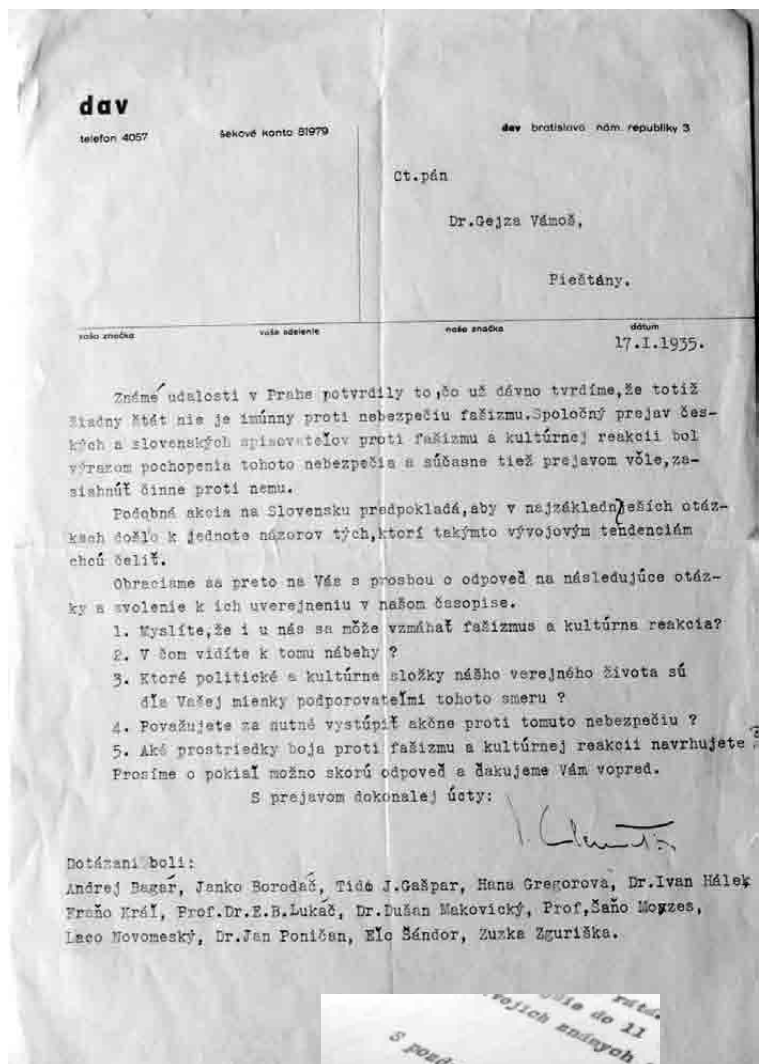 dav
telefon 4057
šekové konto 81979
dav bratislava nám. republiky 3
Ct.pán
Dr.Gejza Vámoš,
Pieštány.
vaša značka
vaše sdelenie
naša značka
dátum
17.I.1935.
Známé udalosti v Prahe potvrdily to,čo už dávno tvrdíme,že totiž
žiadny štát nie je imúnny proti nebezpečiu fašizmu.Spoločný prejav čes-
kých a slovenských spisovateľov proti fašizmu a kultúrnej reakcii bol
výrazom pochopenia tohoto nebezpečia a súčasne tiež prejavom vôle,za-
siahnúť činne proti nemu.
Podobná akcia na Slovensku predpokladá,aby v najzákladnejších otáz-
kach došlo k jednote názorov tých,ktorí takýmto vývojovým tendenciám
chcú čeliť.
Obraciame sa preto na Vás s prosbou o odpoveď na následujúce otáz-
ky a svolenie k ich uverejneniu v našom časopise.
1. Myslíte,že i u nás sa môže vzmáhať fašizmus a kultúrna reakcia?
2. V čom vidíte k tomu nábehy ?
3. Ktoré politické a kultúrne složky nášho verejného života sú
dľa Vašej mienky podporovateľmi tohoto smeru ?
4. Považujete za nutné vystúpiť akčne proti tomuto nebezpečiu ?
5. Aké prostriedky boja proti fašizmu a kultúrnej reakcii navrhujete ?
Prosíme o pokiaľ možno skorú odpoveď a ďakujeme Vám vopred.
S prejavom dokonalej úcty:
Dotázaní boli:
Andrej Bagar, Janko Borodáč, Tido J.Gašpar, Hana Gregorova, Dr.Ivan Hálek
Fraňo Kráľ, Prof.Dr.E.B.Lukáč, Dr.Dušan Makovický, Prof,Šaňo Moyzes,
Laco Novomeský, Dr.Jan Poničan, Elo Šándor, Zuzka Zguriška.
do 11
vojich známych
S pozd